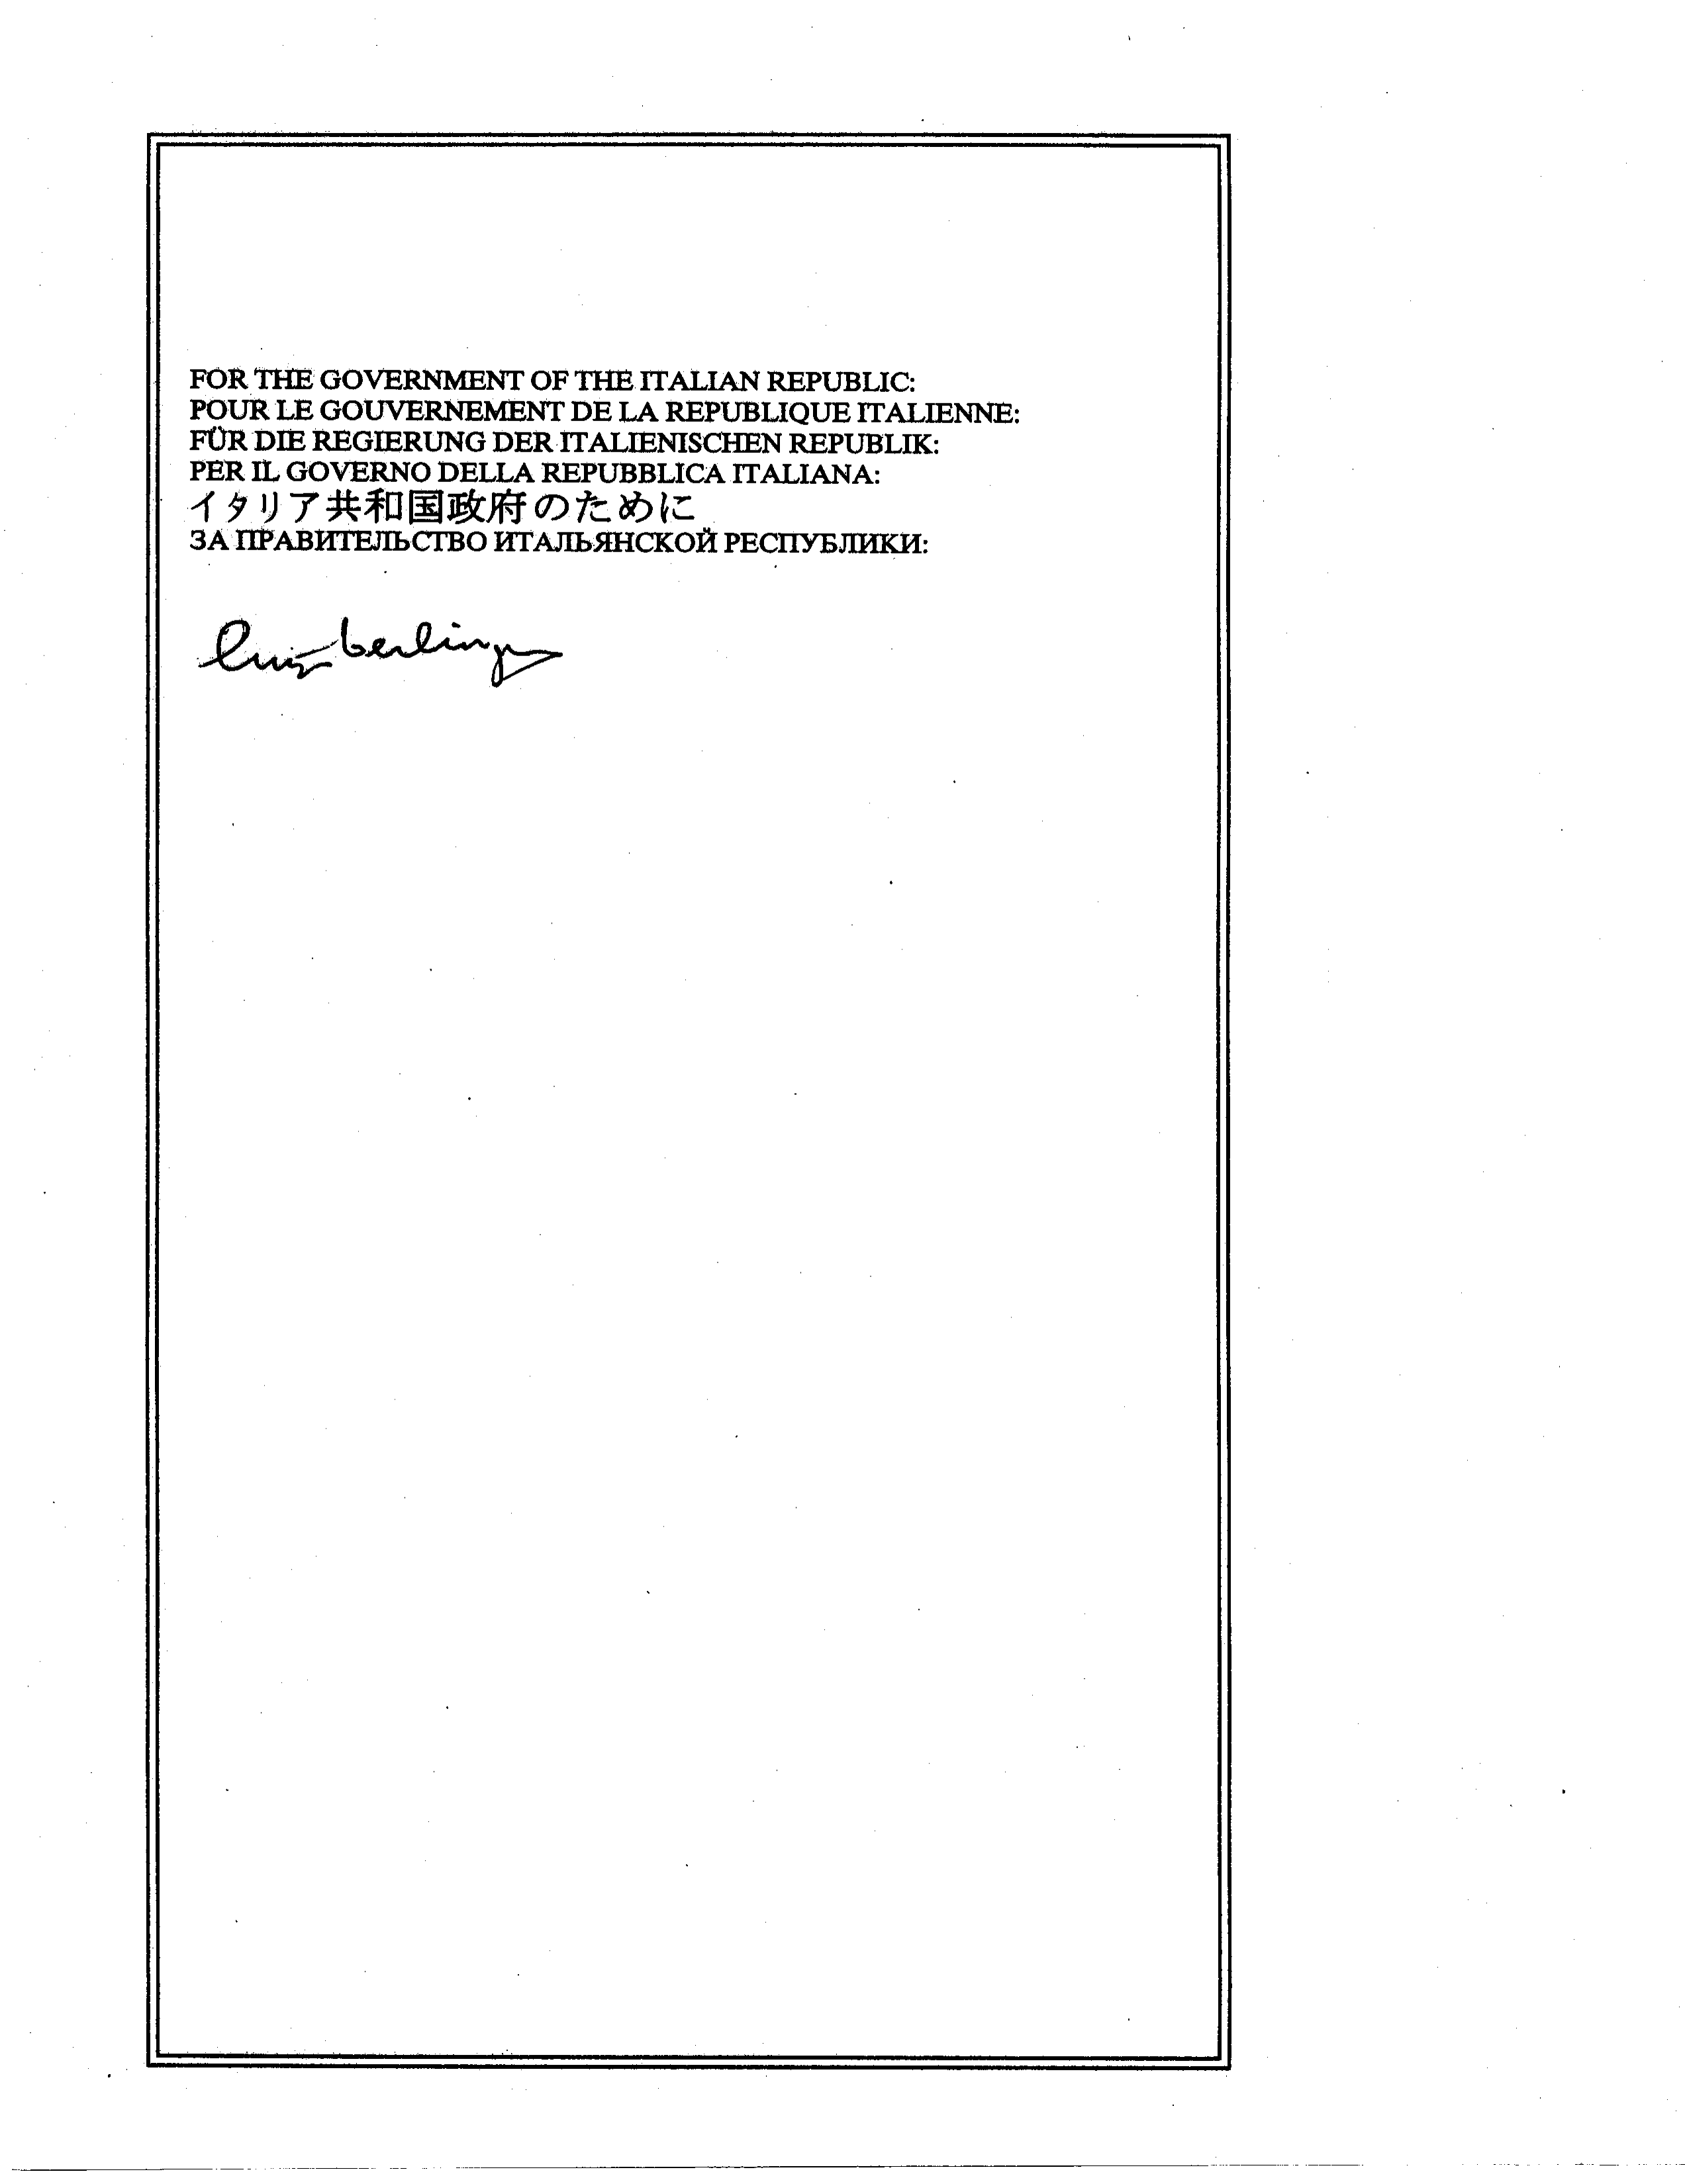 FOR THE GOVERNMENT OF THE ITALIAN REPUBLIC:
POUR LE GOUVERNEMENT DE LA REPUBLIQUE ITALIENNE:
FÜR DIE REGIERUNG DER ITALIENISCHEN REPUBLIK:
PER IL GOVERNO DELLA REPUBBLICA ITALIANA:
イタリア共和国政府のために
ЗА ПРАВИТЕЛЬСТВО ИТАЛЬЯНСКОЙ РЕСПУБЛИКИ: